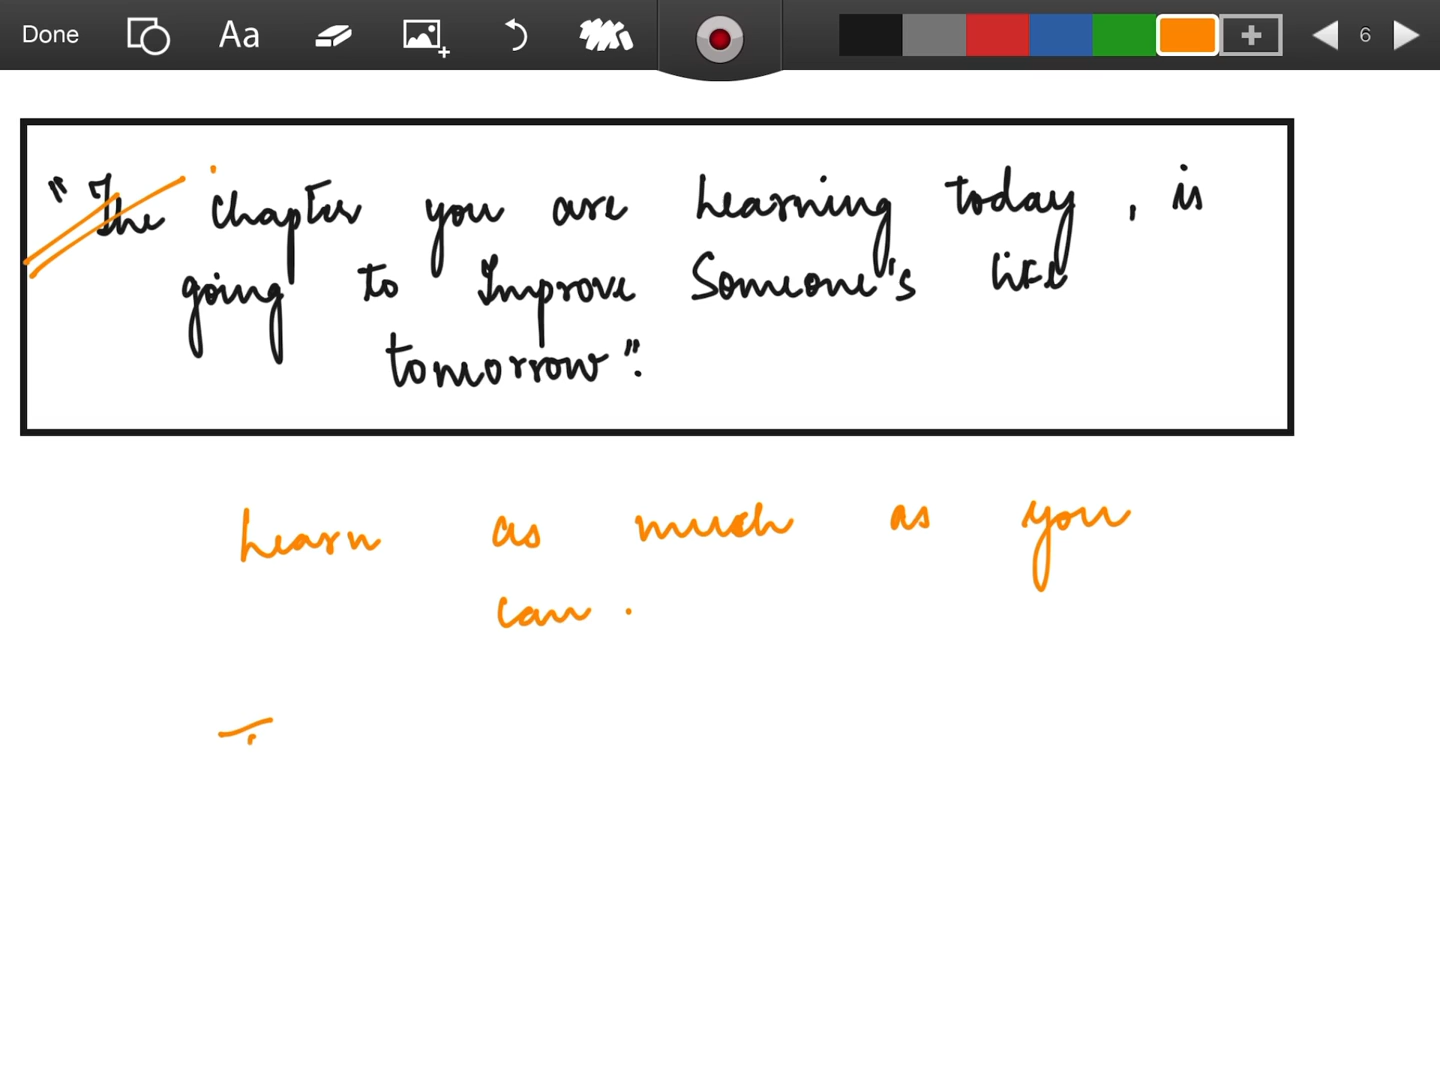 Done Aa 6
"The chapter you are Learning today, is
going to Improve Someone's Life
tomorrow".
Learn as much as you
can.